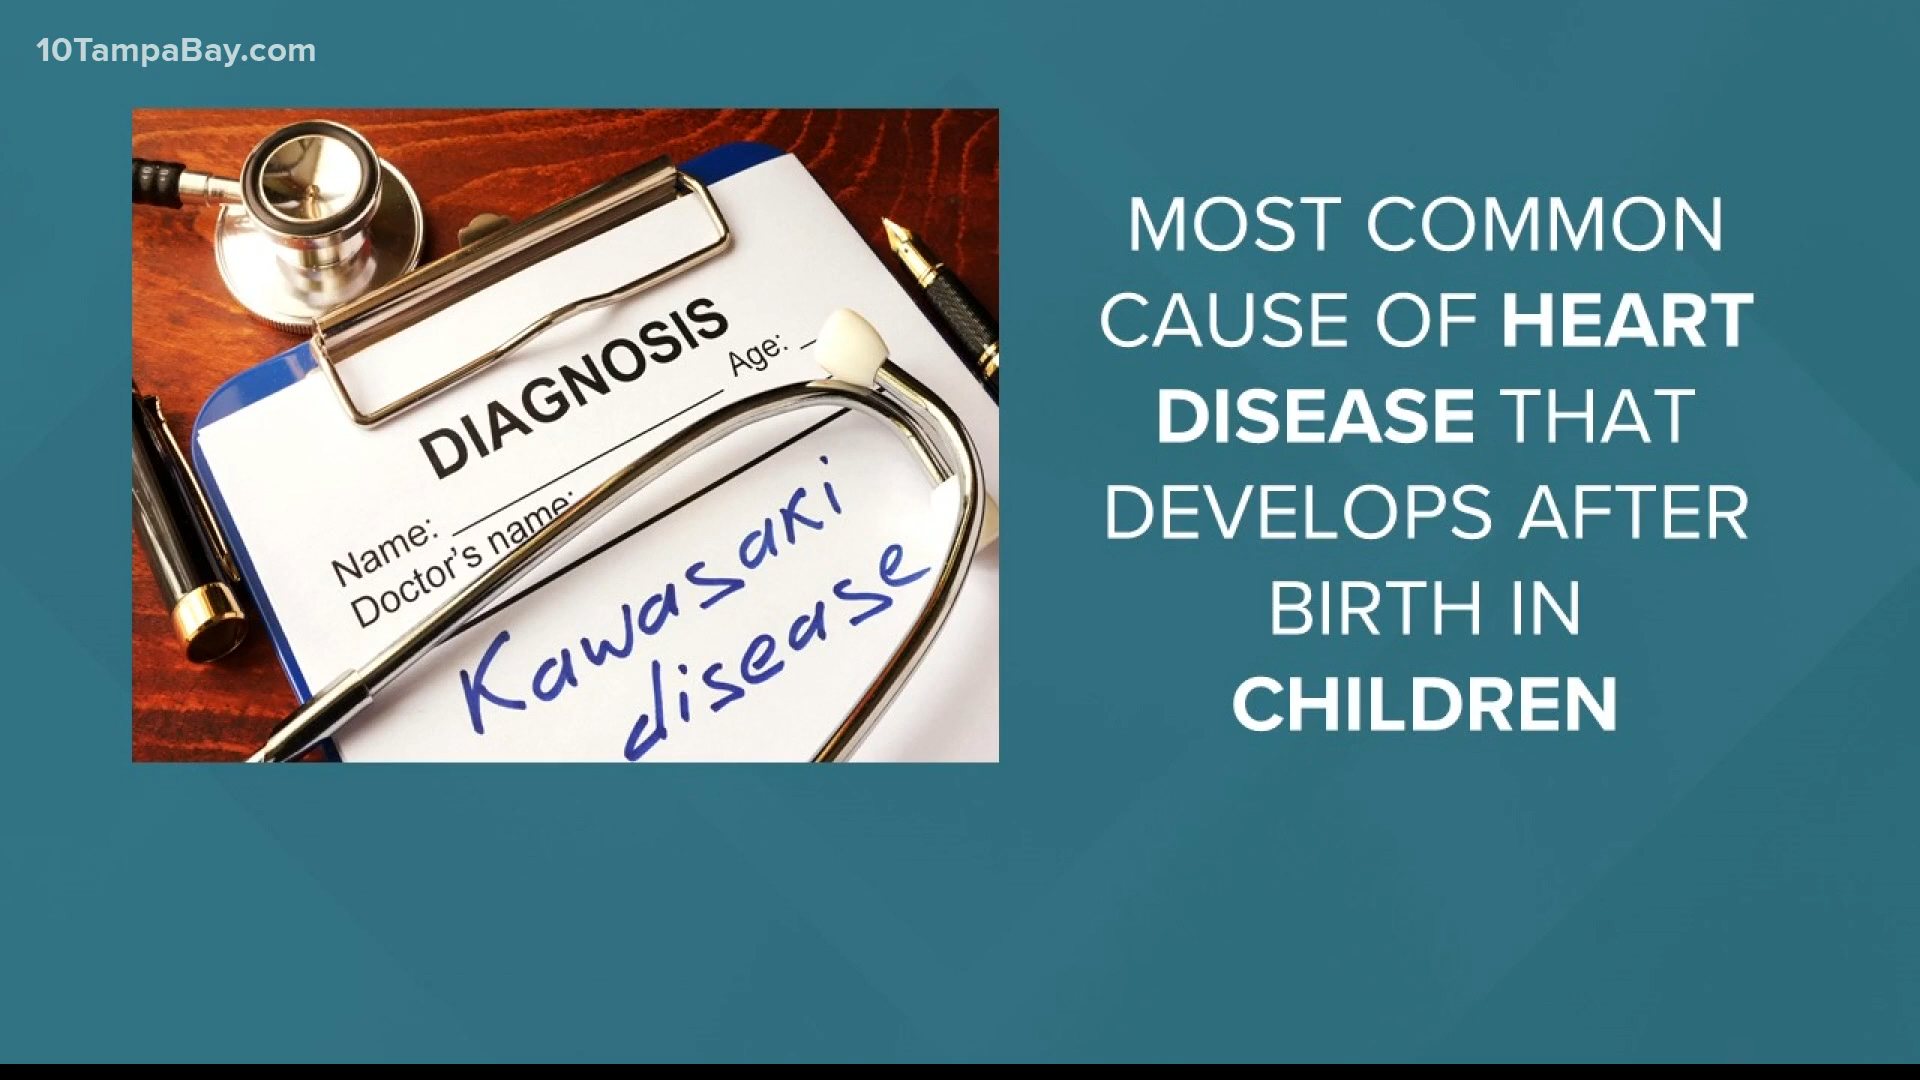 10TampaBay.com
DIAGNOSIS
Age:
Name:
Doctor's name:
Kawasaki
disease
MOST COMMON
CAUSE OF HEART
DISEASE THAT
DEVELOPS AFTER
BIRTH IN
CHILDREN